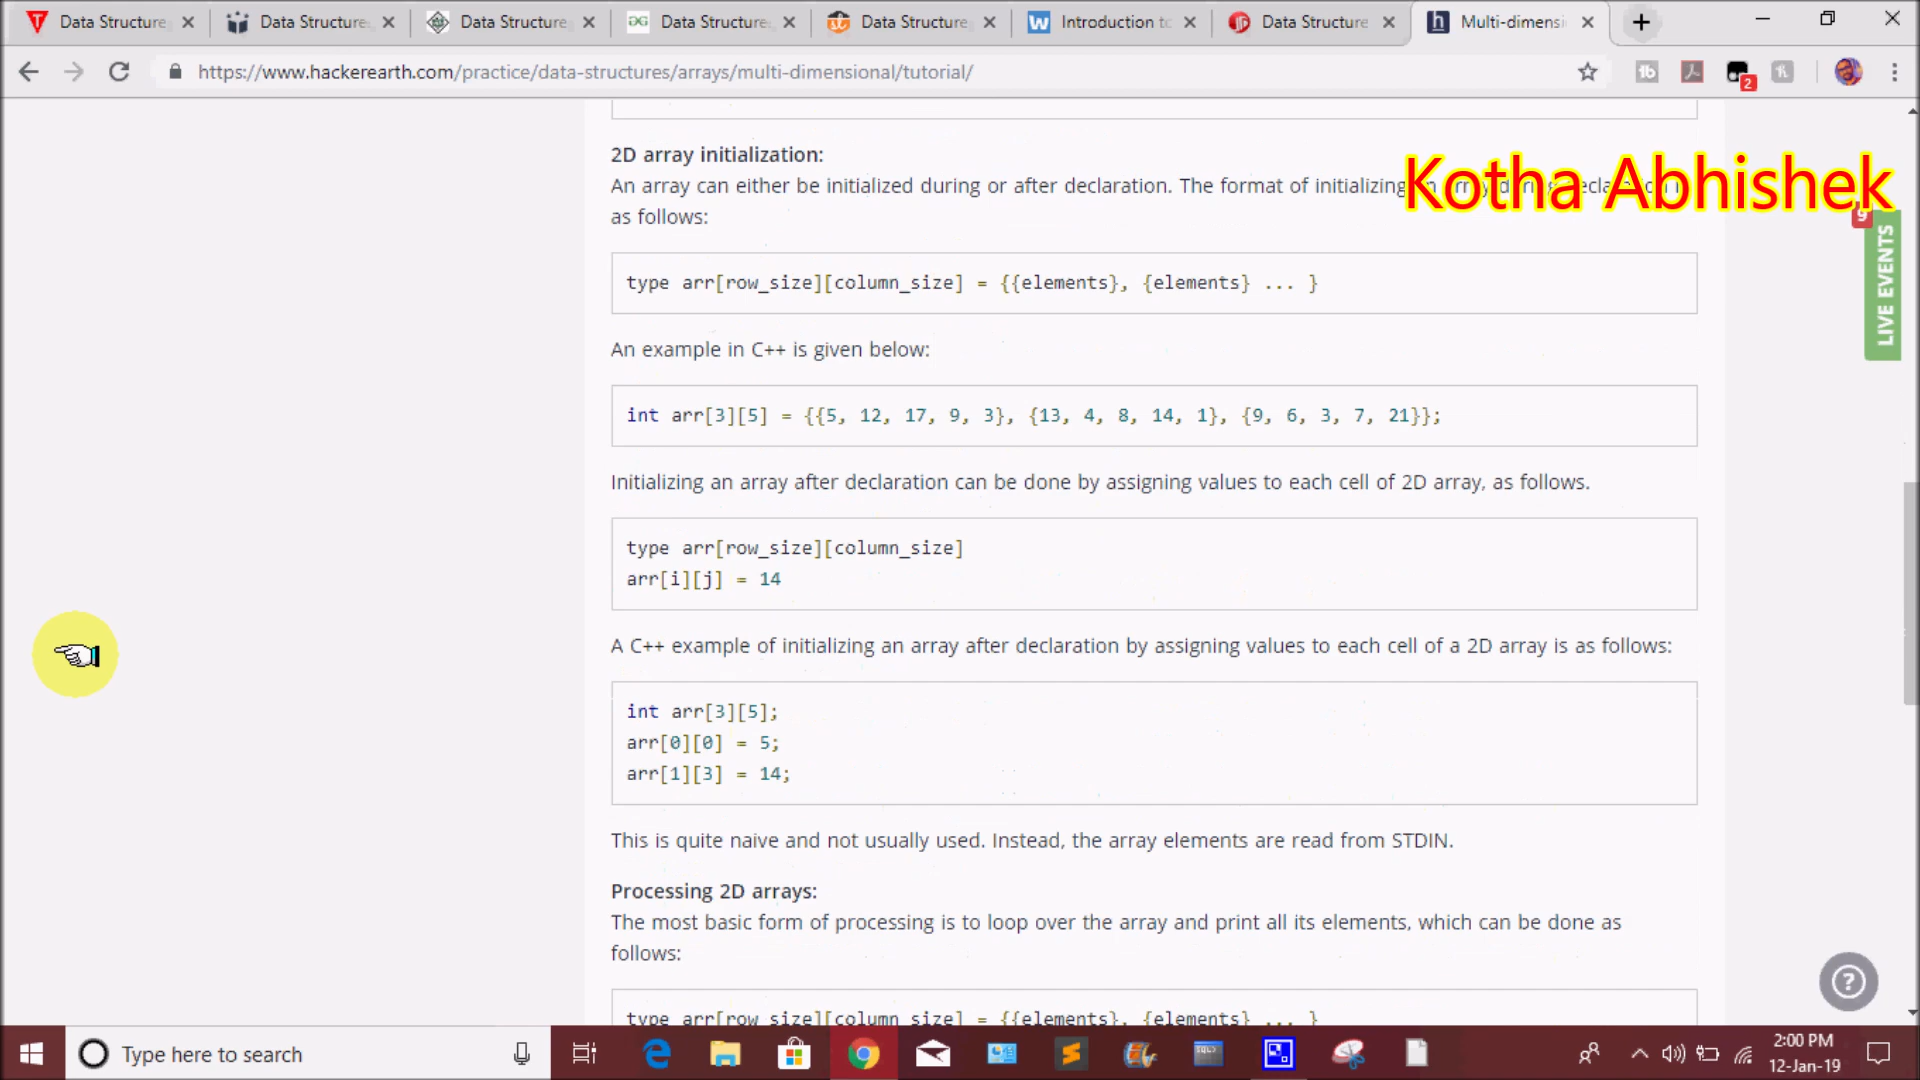 Data Structure
Data Structure
Data Structure
Data Structure
Data Structure
Introduction to
Data Structure
Multi-dimensi
https://www.hackerearth.com/practice/data-structures/arrays/multi-dimensional/tutorial/
2
2D array initialization:
Kotha Abhishek
An array can either be initialized during or after declaration. The format of initializing
as follows:
9
LIVE EVENTS
type arr[row_size][column_size] = {{elements}, {elements} ... }
An example in C++ is given below:
int arr[3][5] = {{5, 12, 17, 9, 3}, {13, 4, 8, 14, 1}, {9, 6, 3, 7, 21}};
Initializing an array after declaration can be done by assigning values to each cell of 2D array, as follows.
type arr[row_size][column_size]
arr[i][j] = 14
A C++ example of initializing an array after declaration by assigning values to each cell of a 2D array is as follows:
int arr[3][5];
arr[0][0] = 5;
arr[1][3] = 14;
This is quite naive and not usually used. Instead, the array elements are read from STDIN.
Processing 2D arrays:
The most basic form of processing is to loop over the array and print all its elements, which can be done as
follows:
type arr[row_size][column_size] = {{elements}, {elements} ... }
Type here to search
2:00 PM
12-Jan-19